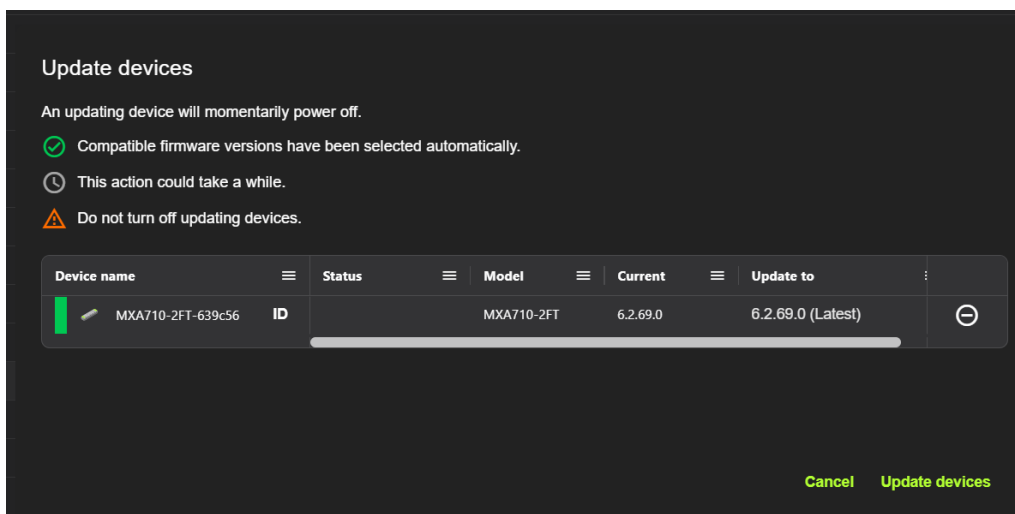 Update devices
An updating device will momentarily power off.
Compatible firmware versions have been selected automatically.
This action could take a while.
Do not turn off updating devices.
Device name Status Model Current Update to
MXA710-2FT-639c56 ID MXA710-2FT 6.2.69.0 6.2.69.0 (Latest)
Cancel Update devices